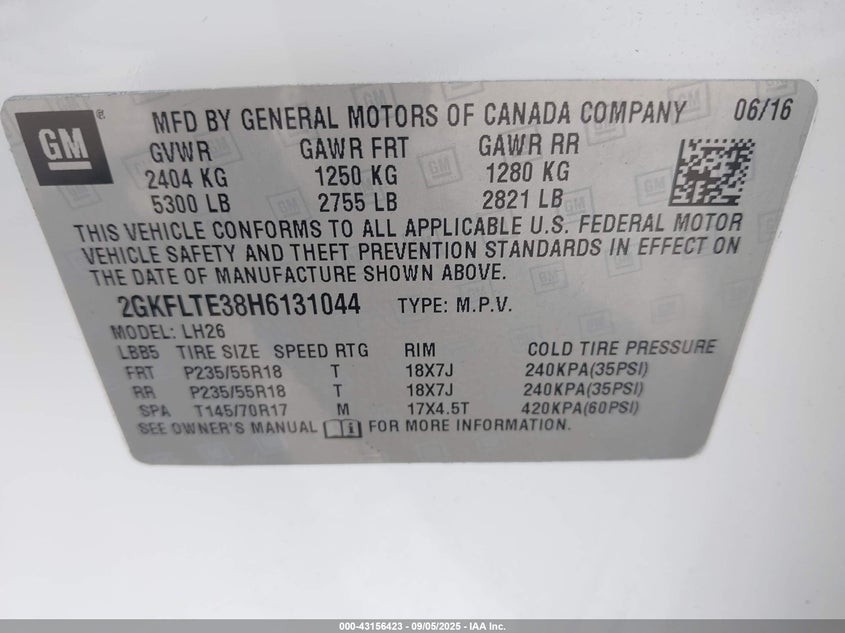 GM ® MFD BY GENERAL MOTORS OF CANADA COMPANY 06/16
GVWR GAWR FRT GAWR RR
2404 KG 1250 KG 1280 KG
5300 LB 2755 LB 2821 LB
THIS VEHICLE CONFORMS TO ALL APPLICABLE U.S. FEDERAL MOTOR
VEHICLE SAFETY AND THEFT PREVENTION STANDARDS IN EFFECT ON
THE DATE OF MANUFACTURE SHOWN ABOVE.
2GKFLTE38H6131044 TYPE: M.P.V.
MODEL: LH26
LBB5 TIRE SIZE SPEED RTG RIM COLD TIRE PRESSURE
FRT P235/55R18 T 18X7J 240KPA(35PSI)
RR P235/55R18 T 18X7J 240KPA(35PSI)
SPA T145/70R17 M 17X4.5T 420KPA(60PSI)
SEE OWNER'S MANUAL FOR MORE INFORMATION.
000-43156423 - 09/05/2025 - IAA Inc.